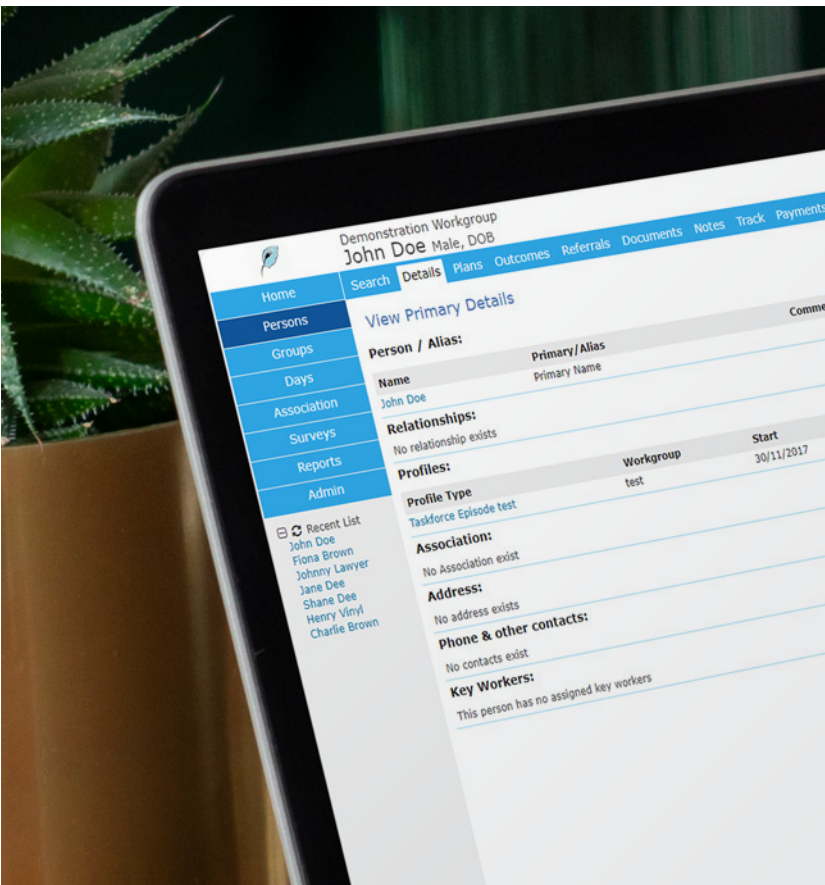 Demonstration Workgroup
John Doe Male, DOB
Search Details Plans Outcomes Referrals Documents Notes Track Payments
Home
Persons
Groups
Days
Association
Surveys
Reports
Admin
Recent List
John Doe
Fiona Brown
Johnny Lawyer
Jane Dee
Shane Dee
Henry Vinyl
Charlie Brown
View Primary Details
Person / Alias:
Name Primary/Alias Comme
John Doe Primary Name
Relationships:
No relationship exists
Profiles:
Profile Type Workgroup Start
Taskforce Episode test test 30/11/2017
Association:
No Association exist
Address:
No address exists
Phone & other contacts:
No contacts exist
Key Workers:
This person has no assigned key workers